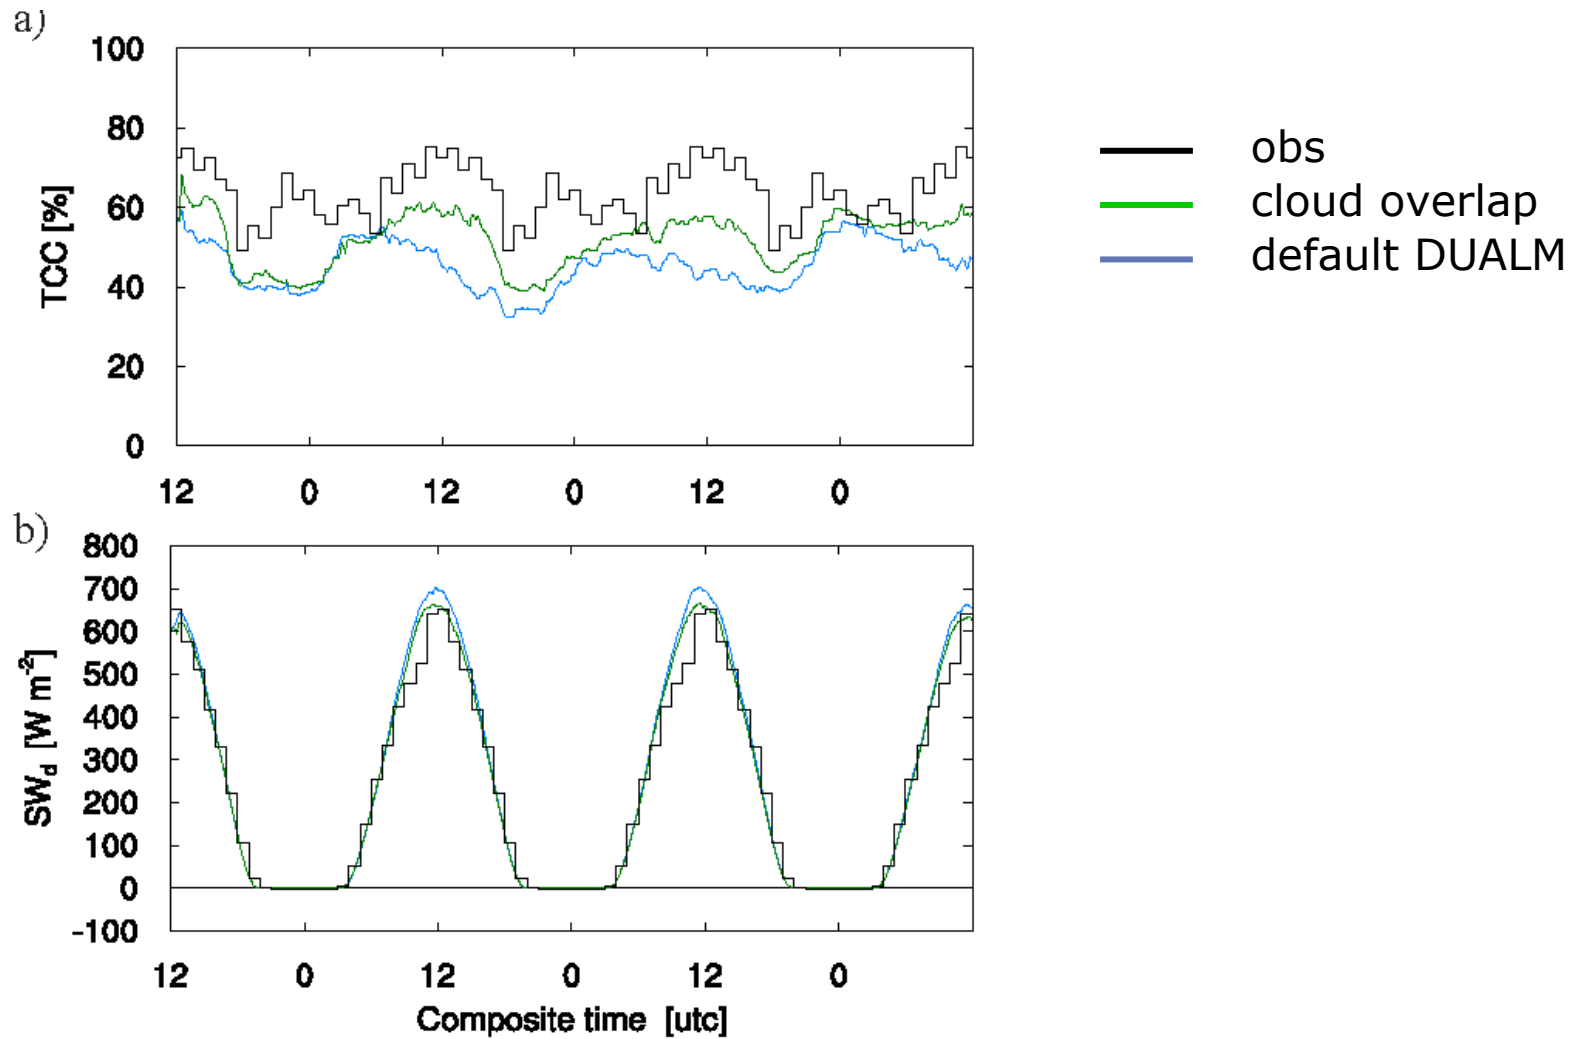 a)
100
80
60
40
20
0
TCC [%]
12 0 12 0 12 0
obs
cloud overlap
default DUALM
b)
800
700
600
500
400
300
200
100
0
-100
SWd [W m-2]
12 0 12 0 12 0
Composite time [utc]